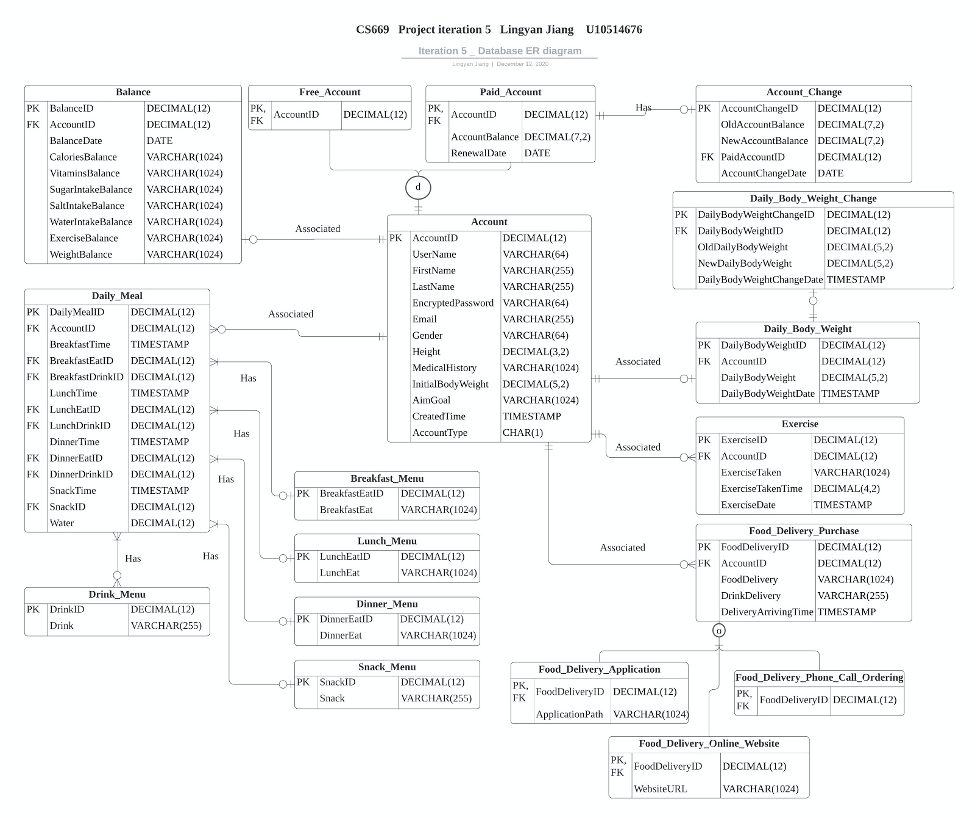 CS669 Project iteration 5 Lingyan Jiang U10514676
Iteration 5 _ Database ER diagram
Lingyan Jiang | December 12, 2020
Balance
PK BalanceID DECIMAL(12)
FK AccountID DECIMAL(12)
BalanceDate DATE
CaloriesBalance VARCHAR(1024)
VitaminsBalance VARCHAR(1024)
SugarIntakeBalance VARCHAR(1024)
SaltIntakeBalance VARCHAR(1024)
WaterIntakeBalance VARCHAR(1024)
ExerciseBalance VARCHAR(1024)
WeightBalance VARCHAR(1024)
Free_Account
PK, FK AccountID DECIMAL(12)
Paid_Account
PK, FK AccountID DECIMAL(12)
AccountBalance DECIMAL(7,2)
RenewalDate DATE
Has
Account_Change
PK AccountChangeID DECIMAL(12)
OldAccountBalance DECIMAL(7,2)
NewAccountBalance DECIMAL(7,2)
FK PaidAccountID DECIMAL(12)
AccountChangeDate DATE
d
Associated
Account
PK AccountID DECIMAL(12)
UserName VARCHAR(64)
FirstName VARCHAR(255)
LastName VARCHAR(255)
EncryptedPassword VARCHAR(64)
Email VARCHAR(255)
Gender VARCHAR(64)
Height DECIMAL(3,2)
MedicalHistory VARCHAR(1024)
InitialBodyWeight DECIMAL(5,2)
AimGoal VARCHAR(1024)
CreatedTime TIMESTAMP
AccountType CHAR(1)
Daily_Body_Weight_Change
PK DailyBodyWeightChangeID DECIMAL(12)
FK DailyBodyWeightID DECIMAL(12)
OldDailyBodyWeight DECIMAL(5,2)
NewDailyBodyWeight DECIMAL(5,2)
DailyBodyWeightChangeDate TIMESTAMP
Daily_Meal
PK DailyMealID DECIMAL(12)
FK AccountID DECIMAL(12)
BreakfastTime TIMESTAMP
FK BreakfastEatID DECIMAL(12)
FK BreakfastDrinkID DECIMAL(12)
LunchTime TIMESTAMP
FK LunchEatID DECIMAL(12)
FK LunchDrinkID DECIMAL(12)
DinnerTime TIMESTAMP
FK DinnerEatID DECIMAL(12)
FK DinnerDrinkID DECIMAL(12)
SnackTime TIMESTAMP
FK SnackID DECIMAL(12)
Water DECIMAL(12)
Associated
Has
Has
Has
Has
Has
Daily_Body_Weight
PK DailyBodyWeightID DECIMAL(12)
FK AccountID DECIMAL(12)
DailyBodyWeight DECIMAL(5,2)
DailyBodyWeightDate TIMESTAMP
Associated
Exercise
PK ExerciseID DECIMAL(12)
FK AccountID DECIMAL(12)
ExerciseTaken VARCHAR(1024)
ExerciseTakenTime DECIMAL(4,2)
ExerciseDate TIMESTAMP
Associated
Breakfast_Menu
PK BreakfastEatID DECIMAL(12)
BreakfastEat VARCHAR(1024)
Lunch_Menu
PK LunchEatID DECIMAL(12)
LunchEat VARCHAR(1024)
Dinner_Menu
PK DinnerEatID DECIMAL(12)
DinnerEat VARCHAR(1024)
Snack_Menu
PK SnackID DECIMAL(12)
Snack VARCHAR(255)
Drink_Menu
PK DrinkID DECIMAL(12)
Drink VARCHAR(255)
Associated
Food_Delivery_Purchase
PK FoodDeliveryID DECIMAL(12)
FK AccountID DECIMAL(12)
FoodDelivery VARCHAR(1024)
DrinkDelivery VARCHAR(255)
DeliveryArrivingTime TIMESTAMP
o
Food_Delivery_Application
PK, FK FoodDeliveryID DECIMAL(12)
ApplicationPath VARCHAR(1024)
Food_Delivery_Phone_Call_Ordering
PK, FK FoodDeliveryID DECIMAL(12)
Food_Delivery_Online_Website
PK, FK FoodDeliveryID DECIMAL(12)
WebsiteURL VARCHAR(1024)